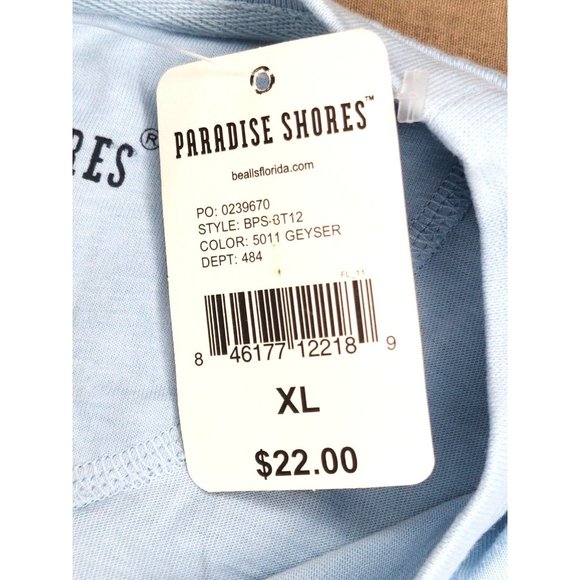 RES®
PARADISE SHORES™
beallsflorida.com
PO: 0239670
STYLE: BPS-8T12
COLOR: 5011 GEYSER
DEPT: 484
FL_11
8 46177 12218 9
XL
$22.00